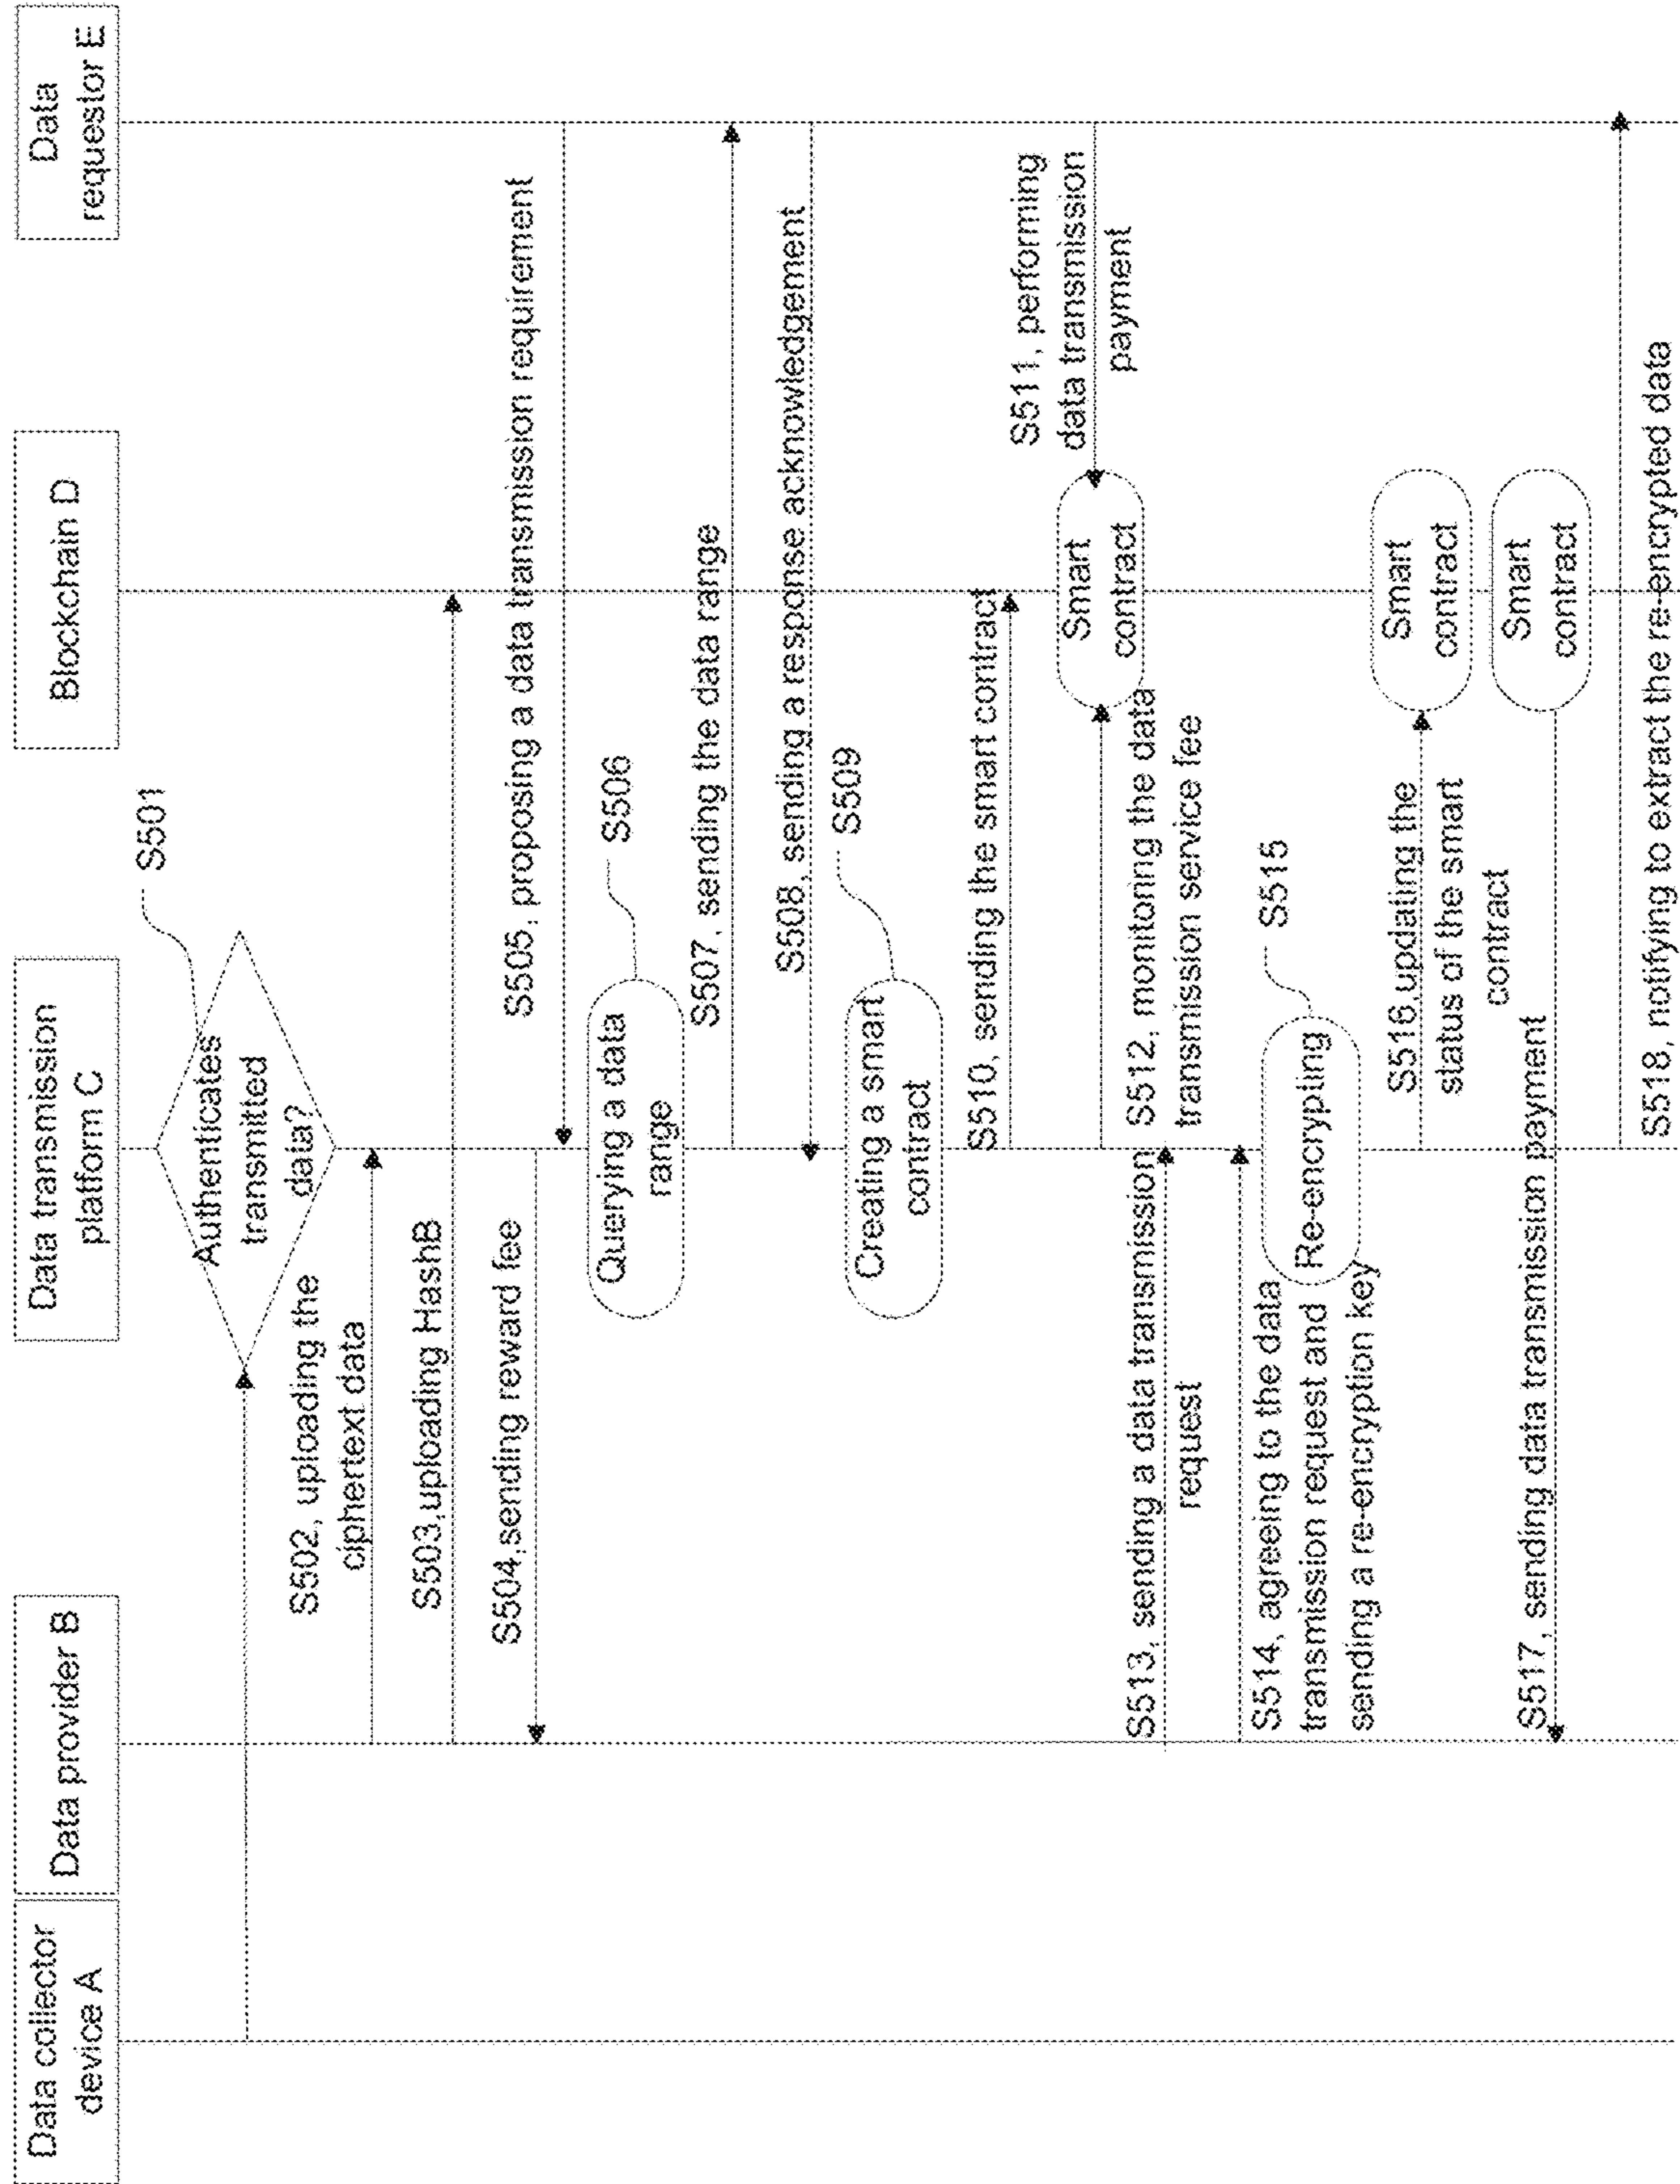 Data collector
device A
Data provider B
Data transmission
platform C
Blockchain D
Data
requestor E
S501
Authenticates
transmitted
data?
S502, uploading the
ciphertext data
S503,uploading HashB
S504,sending reward fee
S505, proposing a data transmission requirement
S506
Querying a data
range
S507, sending the data range
S508, sending a response acknowledgement
S509
Creating a smart
contract
S510, sending the smart contract
S511, performing
data transmission
payment
Smart
contract
S512, monitoring the data
transmission service fee
S513, sending a data transmission
request
S514, agreeing to the data
transmission request and
sending a re-encryption key
S515
Re-encrypting
S516,updating the
status of the smart
contract
Smart
contract
Smart
contract
S517, sending data transmission payment
S518, notifying to extract the re-encrypted data